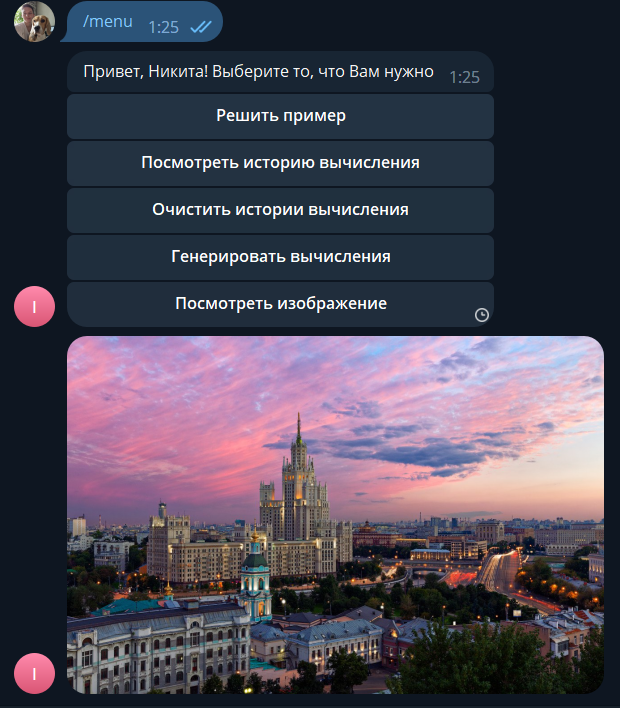 /menu 1:25
Привет, Никита! Выберите то, что Вам нужно 1:25
Решить пример
Посмотреть историю вычисления
Очистить истории вычисления
Генерировать вычисления
Посмотреть изображение
I
I